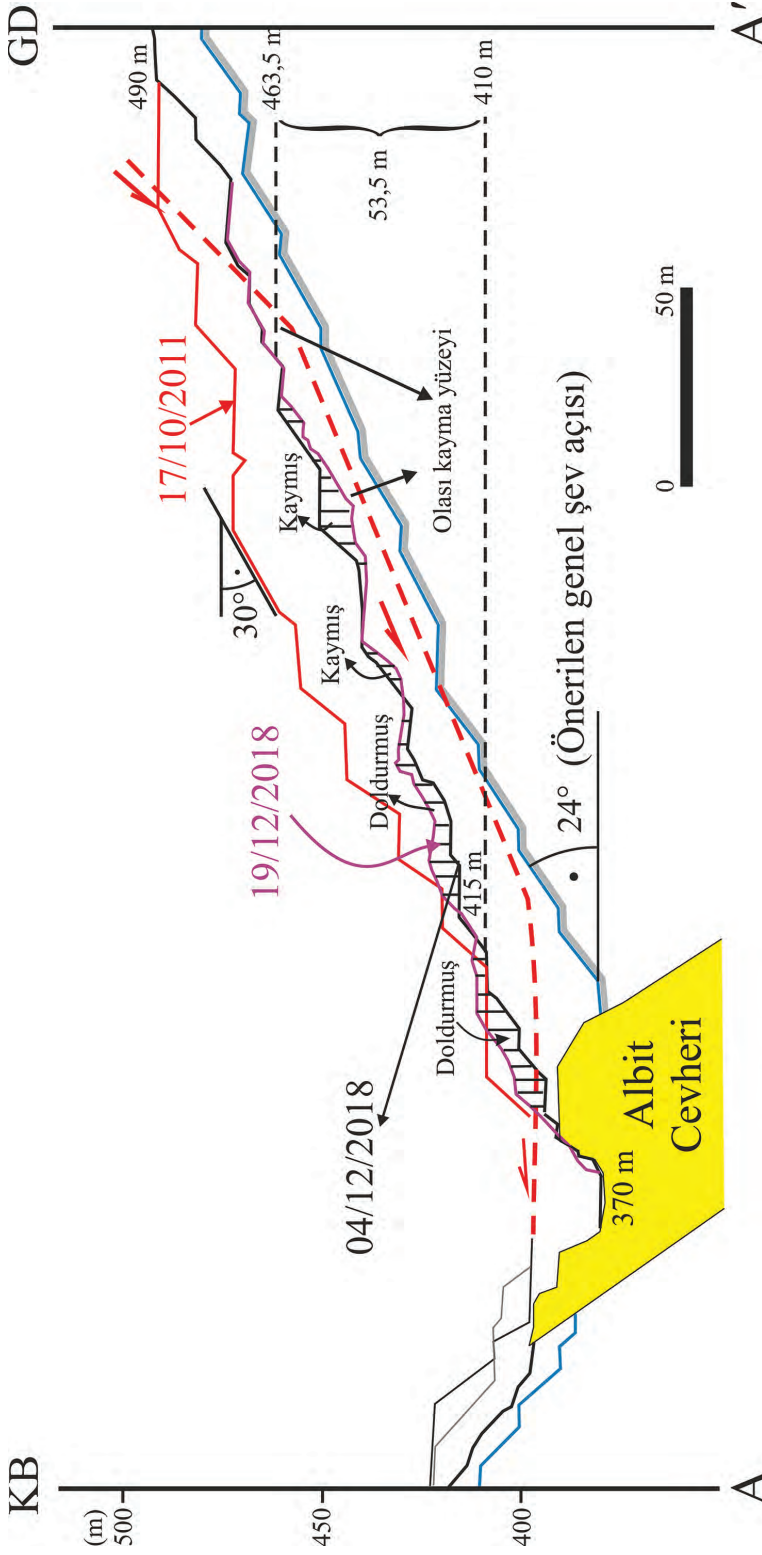 KB
GD
(m)
500
450
400
17/10/2011
490 m
463,5 m
53,5 m
410 m
30°
Kaymış
Kaymış
Olası kayma yüzeyi
19/12/2018
Doldurmuş
415 m
04/12/2018
Doldurmuş
370 m
Albit
Cevheri
24° (Önerilen genel şev açısı)
0
50 m
A
A'